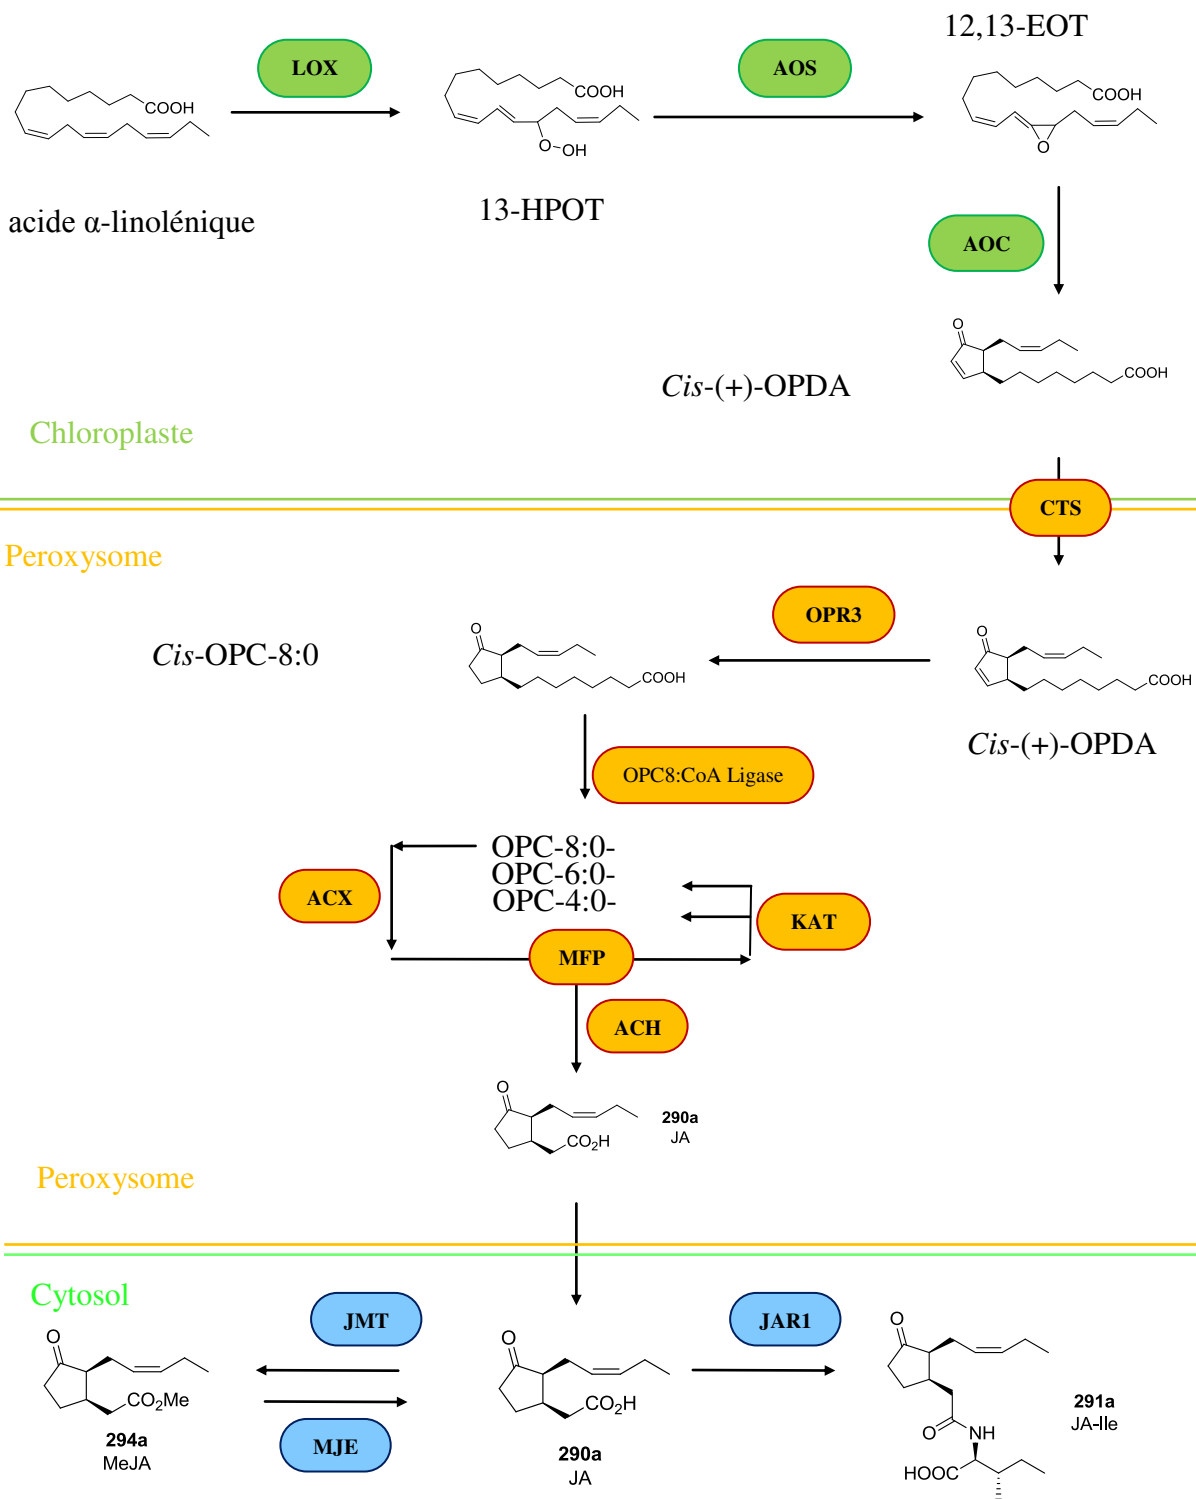 12,13-EOT
LOX
AOS
COOH
COOH
COOH
O-OH
O
acide α-linolénique
13-HPOT
AOC
O
COOH
Cis-(+)-OPDA
Chloroplaste
CTS
Peroxysome
OPR3
Cis-OPC-8:0
O
COOH
O
COOH
Cis-(+)-OPDA
OPC8:CoA Ligase
OPC-8:0-
OPC-6:0-
OPC-4:0-
ACX
KAT
MFP
ACH
O
CO2H
290a
JA
Peroxysome
Cytosol
JMT
JAR1
O
CO2Me
294a
MeJA
MJE
O
CO2H
290a
JA
O
O
NH
HOOC
291a
JA-Ile